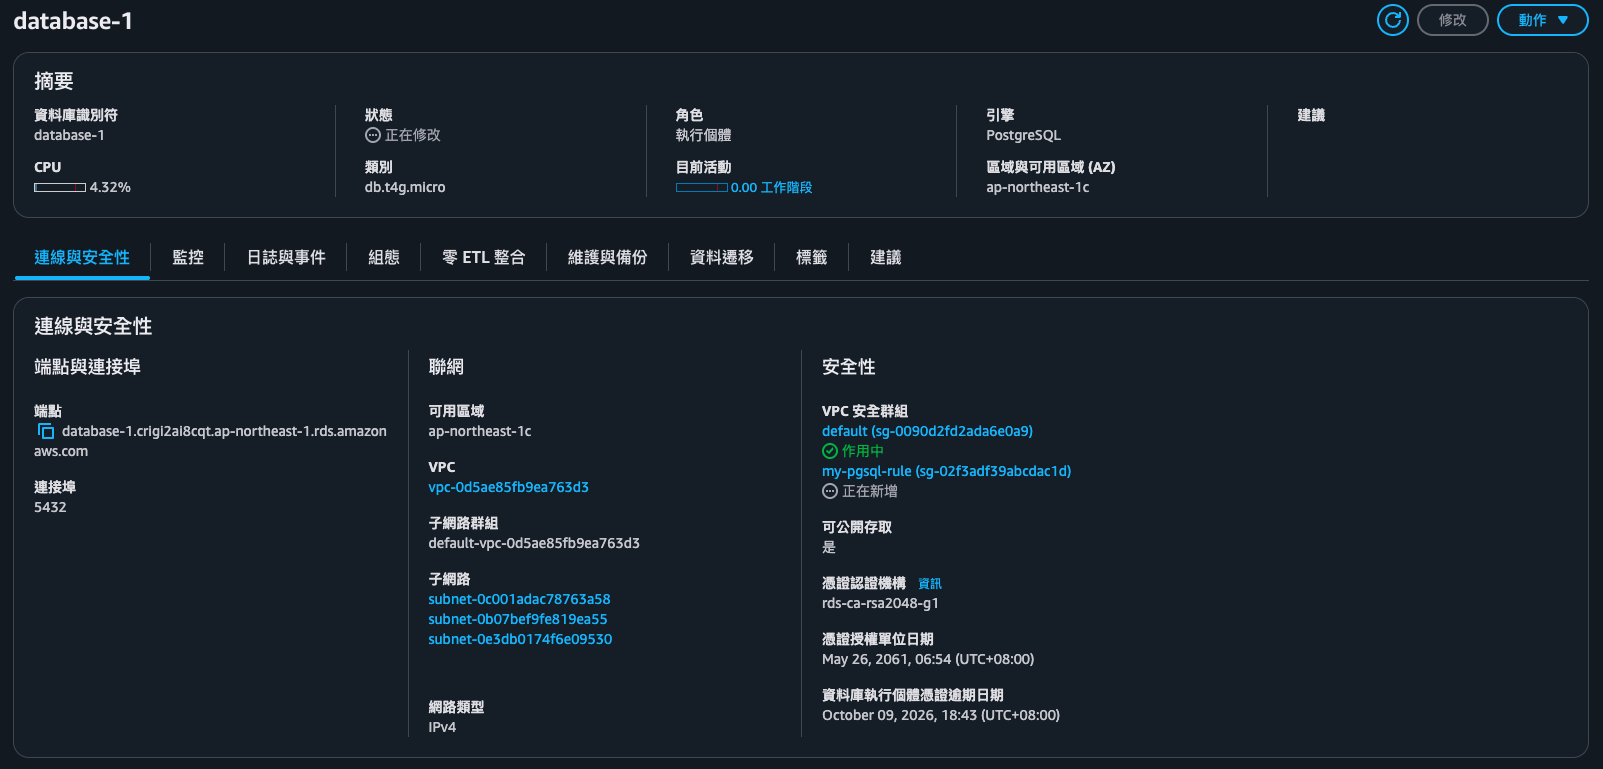 database-1
修改
動作
摘要
資料庫識別符
database-1
狀態
正在修改
角色
執行個體
引擎
PostgreSQL
建議
CPU
4.32%
類別
db.t4g.micro
目前活動
0.00 工作階段
區域與可用區域 (AZ)
ap-northeast-1c
連線與安全性
監控
日誌與事件
組態
零 ETL 整合
維護與備份
資料遷移
標籤
建議
連線與安全性
端點與連接埠
端點
database-1.crigi2ai8cqt.ap-northeast-1.rds.amazon
aws.com
連接埠
5432
聯網
可用區域
ap-northeast-1c
VPC
vpc-0d5ae85fb9ea763d3
子網路群組
default-vpc-0d5ae85fb9ea763d3
子網路
subnet-0c001adac78763a58
subnet-0b07bef9fe819ea55
subnet-0e3db0174f6e09530
網路類型
IPv4
安全性
VPC 安全群組
default (sg-0090d2fd2ada6e0a9)
作用中
my-pgsql-rule (sg-02f3adf39abcdac1d)
正在新增
可公開存取
是
憑證認證機構 資訊
rds-ca-rsa2048-g1
憑證授權單位日期
May 26, 2061, 06:54 (UTC+08:00)
資料庫執行個體憑證逾期日期
October 09, 2026, 18:43 (UTC+08:00)